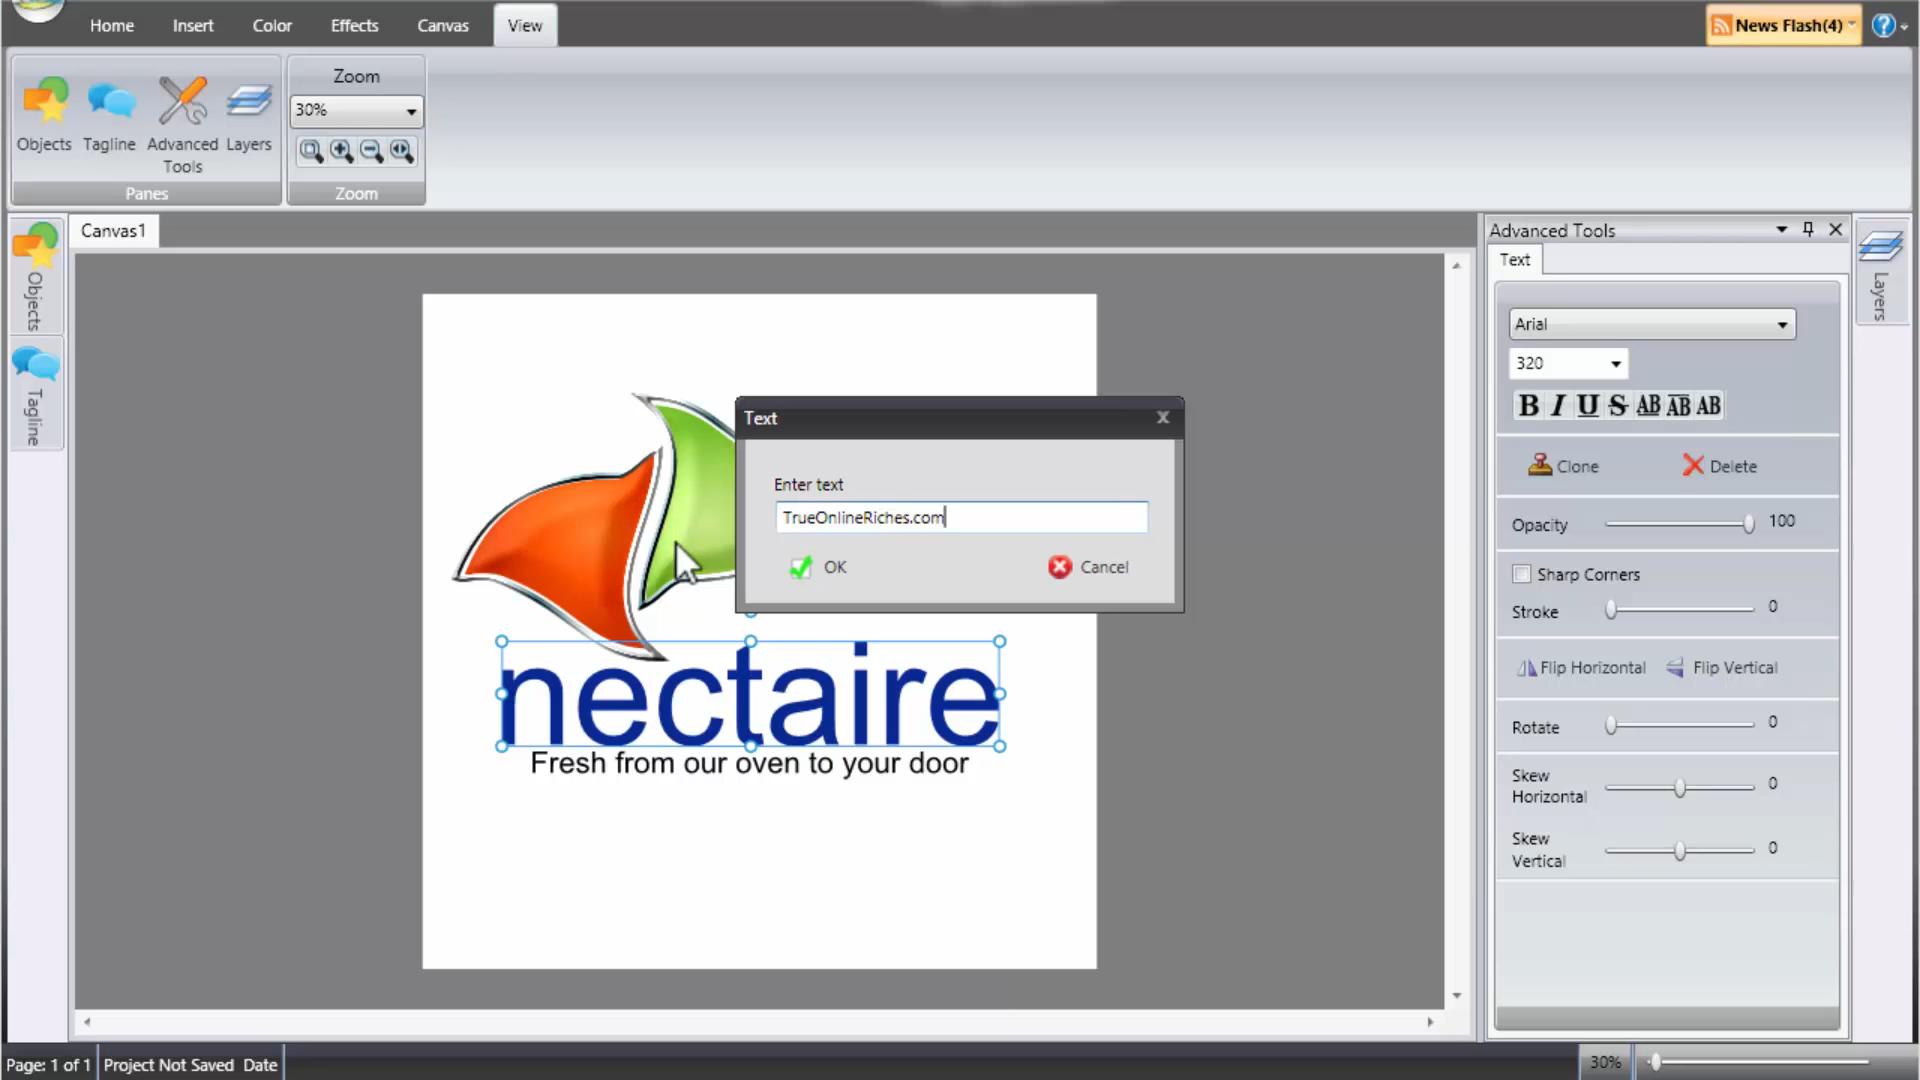 Home Insert Color Effects Canvas View
News Flash(4)
Zoom
30%
Objects Tagline Advanced Tools Layers
Panes Zoom
Canvas1
Advanced Tools
Text
Objects
Tagline
Layers
Arial
320
B I U S AB AB AB
Clone Delete
Opacity 100
Sharp Corners
Stroke 0
Flip Horizontal Flip Vertical
Rotate 0
Skew Horizontal 0
Skew Vertical 0
Text X
Enter text
TrueOnlineRiches.com
OK Cancel
nectaire
Fresh from our oven to your door
Page: 1 of 1 Project Not Saved Date
30%